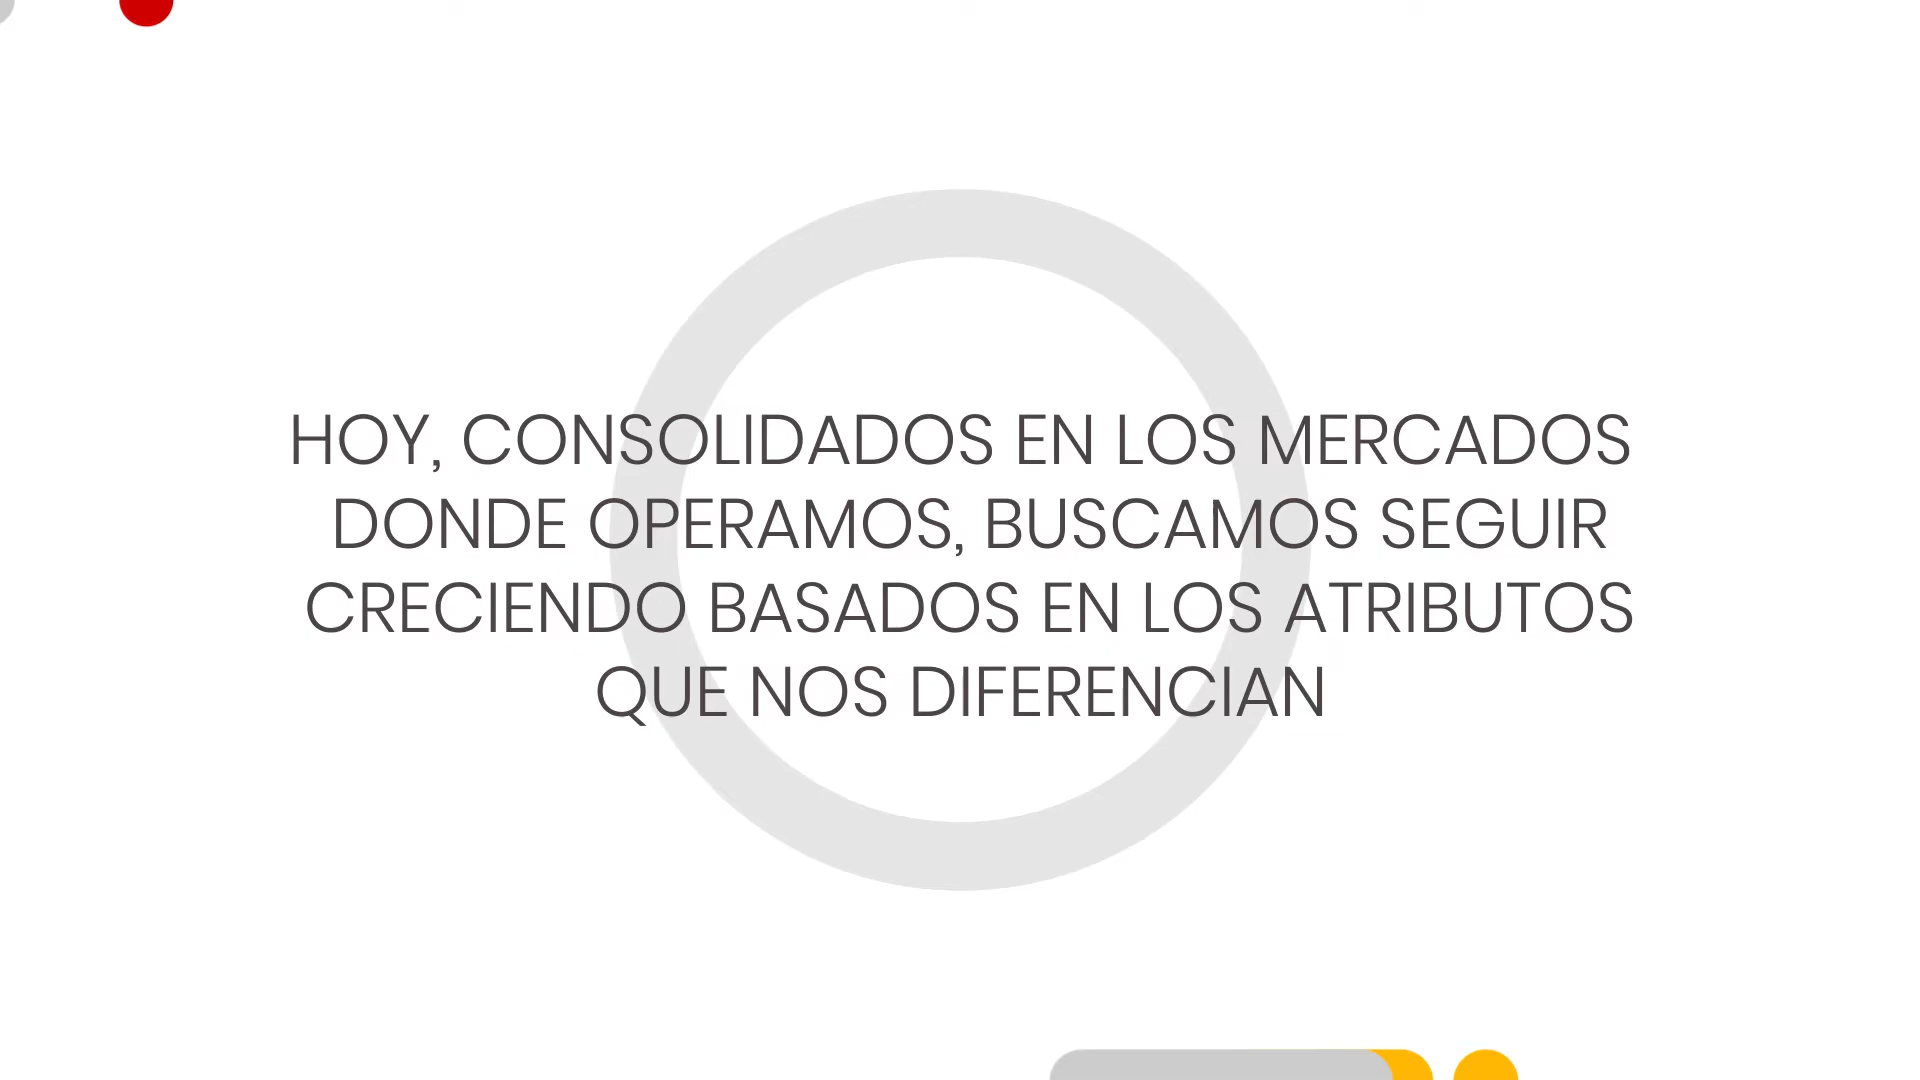 HOY, CONSOLIDADOS EN LOS MERCADOS
DONDE OPERAMOS, BUSCAMOS SEGUIR
CRECIENDO BASADOS EN LOS ATRIBUTOS
QUE NOS DIFERENCIAN